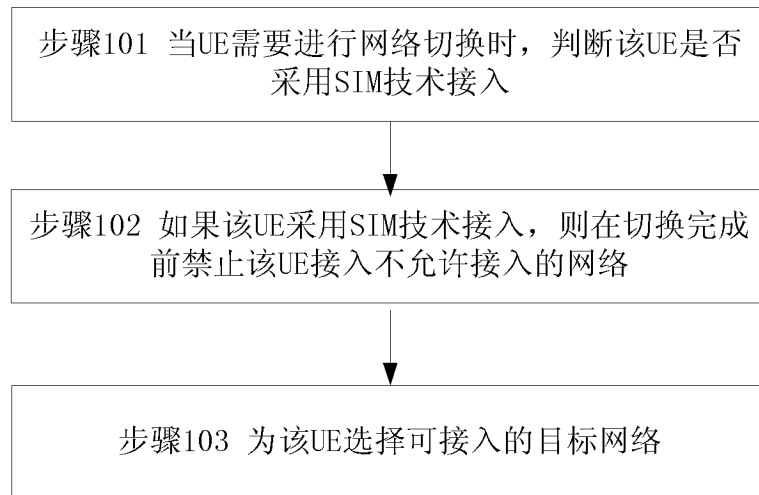 步骤101 当UE需要进行网络切换时，判断该UE是否
采用SIM技术接入
步骤102 如果该UE采用SIM技术接入，则在切换完成
前禁止该UE接入不允许接入的网络
步骤103 为该UE选择可接入的目标网络